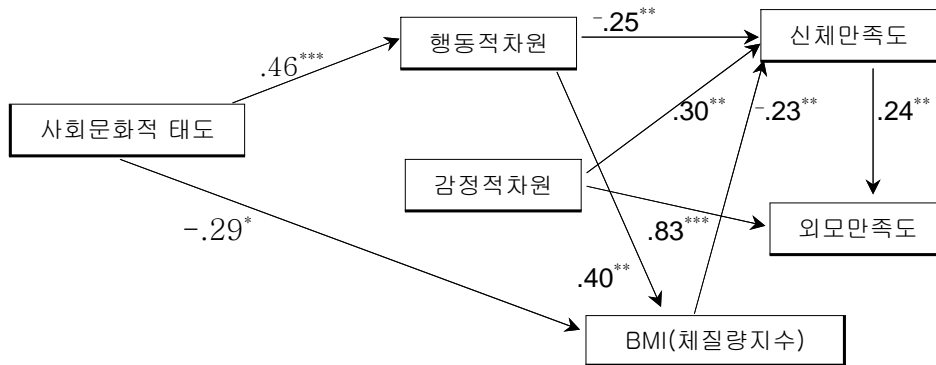 -.25**
행동적차원
신체만족도
.46***
.30**
-.23**
.24**
사회문화적 태도
감정적차원
외모만족도
-.29*
.83***
.40**
BMI(체질량지수)